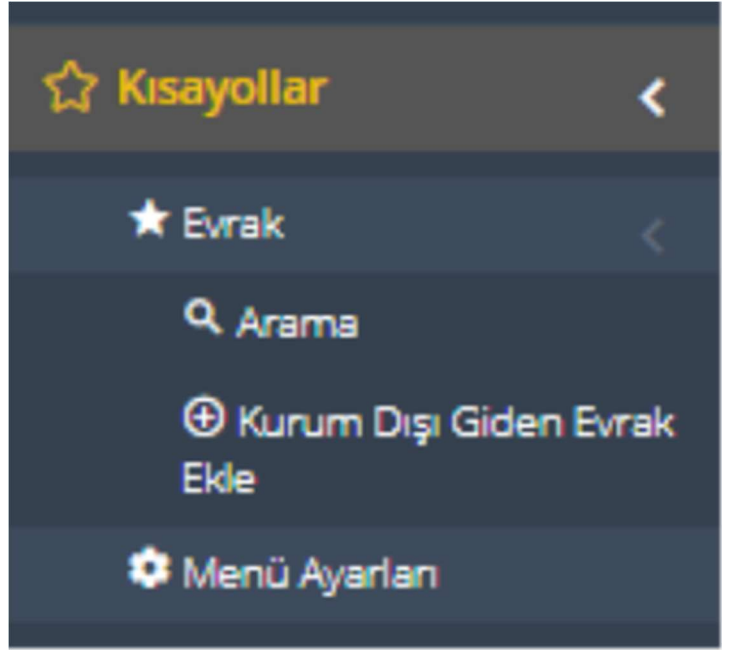 Kısayollar
Evrak
Arama
Kurum Dışı Giden Evrak
Ekle
Menü Ayarları